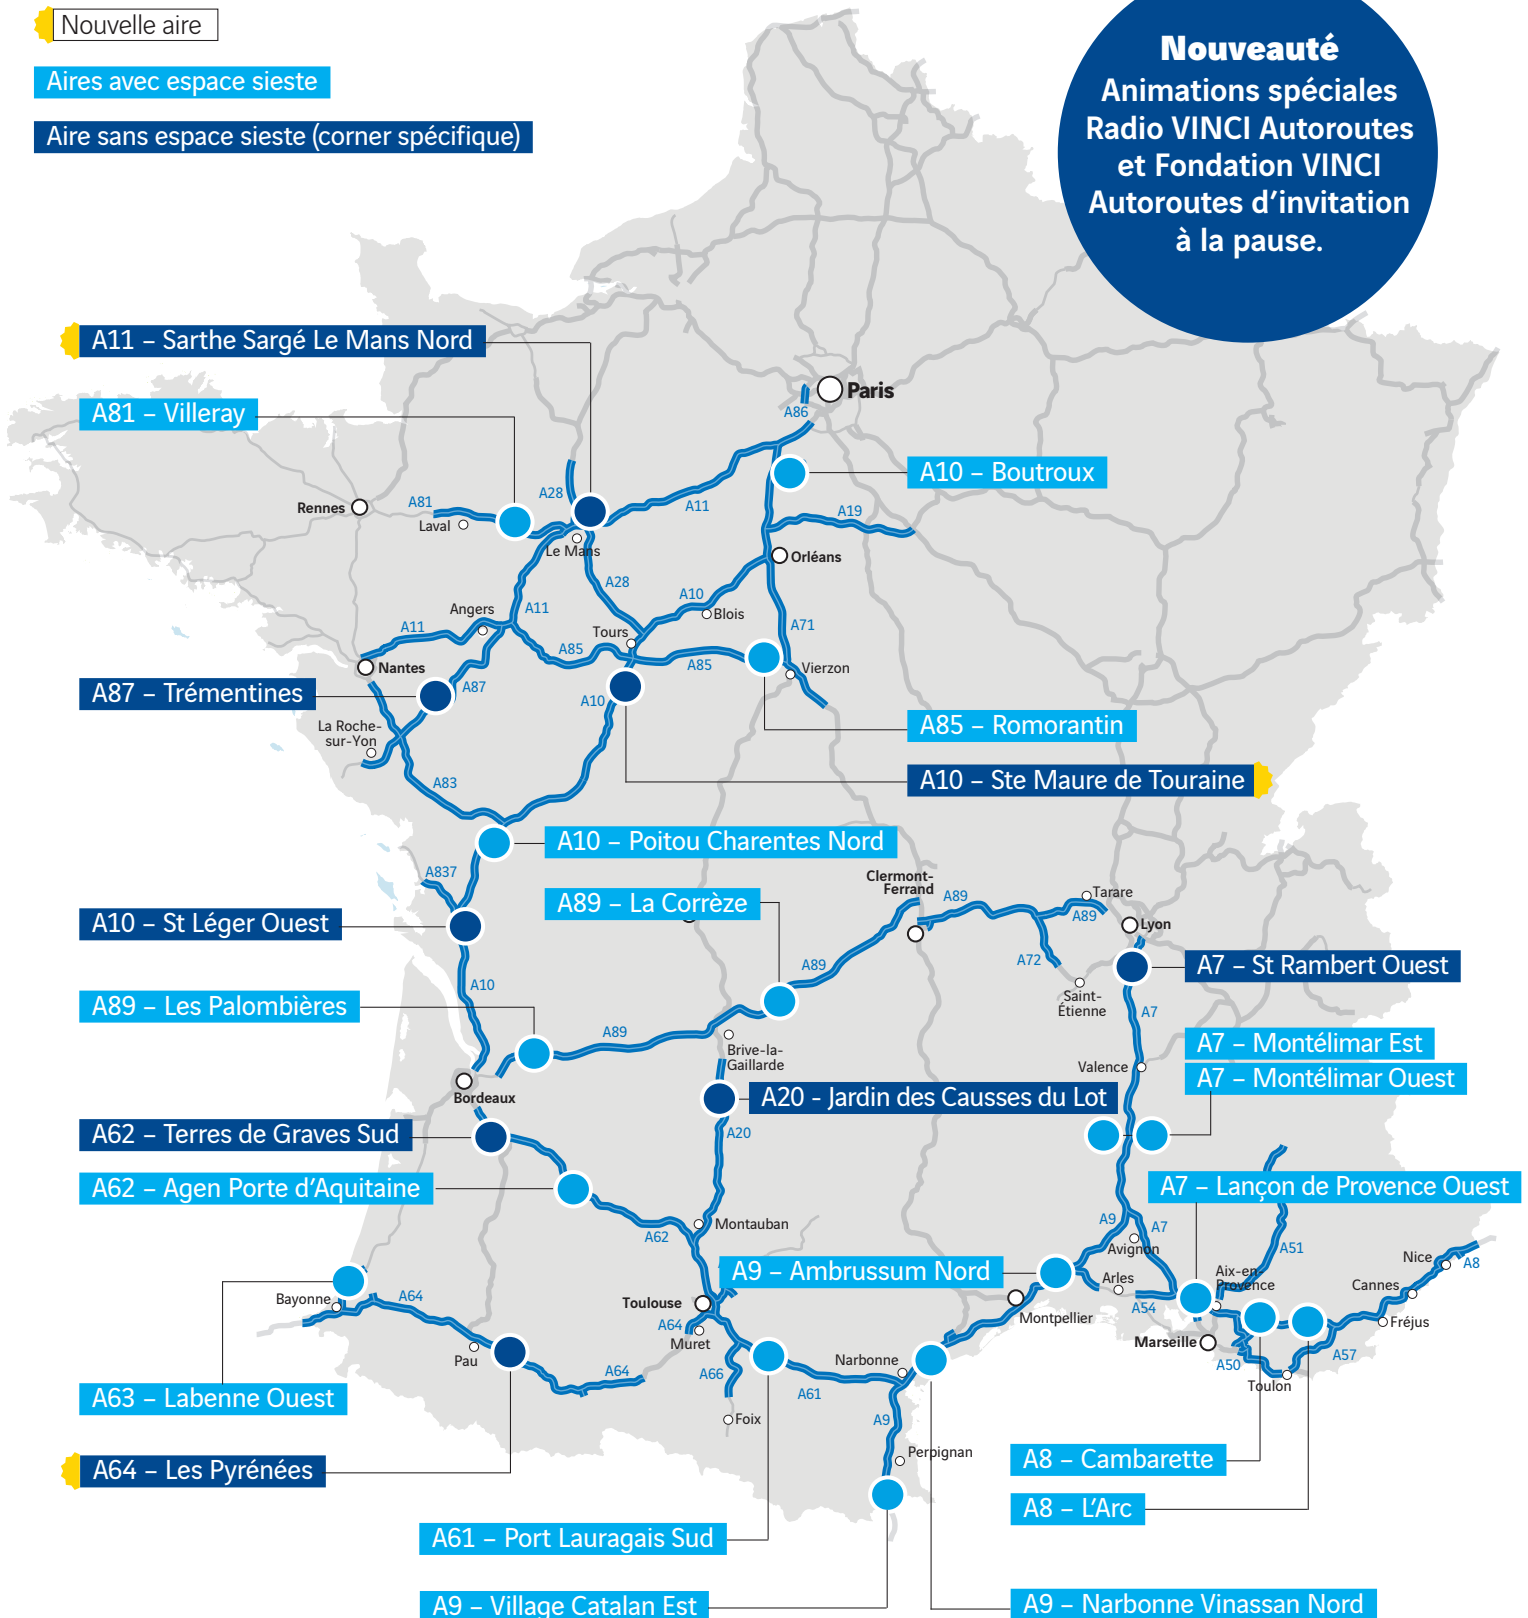 Nouvelle aire
Aires avec espace sieste
Aire sans espace sieste (corner spécifique)
Nouveauté
Animations spéciales
Radio VINCI Autoroutes
et Fondation VINCI
Autoroutes d'invitation
à la pause.
A11 – Sarthe Sargé Le Mans Nord
A81 – Villeray
Paris
A86
A10 – Boutroux
Rennes
A81
Laval
A28
A11
A19
Le Mans
Orléans
A28
A10
Blois
Angers
A11
A11
A71
Tours
A85
A85
Nantes
Vierzon
A87 – Trémentines
A87
A10
La Roche-
sur-Yon
A85 – Romorantin
A83
A10 – Ste Maure de Touraine
A10 – Poitou Charentes Nord
A837
Clermont-
Ferrand
A89
Tarare
A89
A89 – La Corrèze
A10 – St Léger Ouest
Lyon
A72
A89
A7 – St Rambert Ouest
A10
Saint-
Étienne
A89 – Les Palombières
A7
A89
Brive-la-
Gaillarde
A7 – Montélimar Est
Valence
A7 – Montélimar Ouest
Bordeaux
A20 - Jardin des Causses du Lot
A62 – Terres de Graves Sud
A20
A62 – Agen Porte d'Aquitaine
A7 – Lançon de Provence Ouest
Montauban
A62
A9
A7
Avignon
A51
Nice
A8
A9 – Ambrussum Nord
Arles
Aix-en-
Provence
Cannes
Bayonne
A64
Toulouse
A54
Montpellier
A64
Muret
Marseille
Fréjus
Pau
A64
A66
Narbonne
A61
A50
A57
Toulon
A63 – Labenne Ouest
Foix
A9
Perpignan
A64 – Les Pyrénées
A8 – Cambarette
A8 – L'Arc
A61 – Port Lauragais Sud
A9 – Village Catalan Est
A9 – Narbonne Vinassan Nord